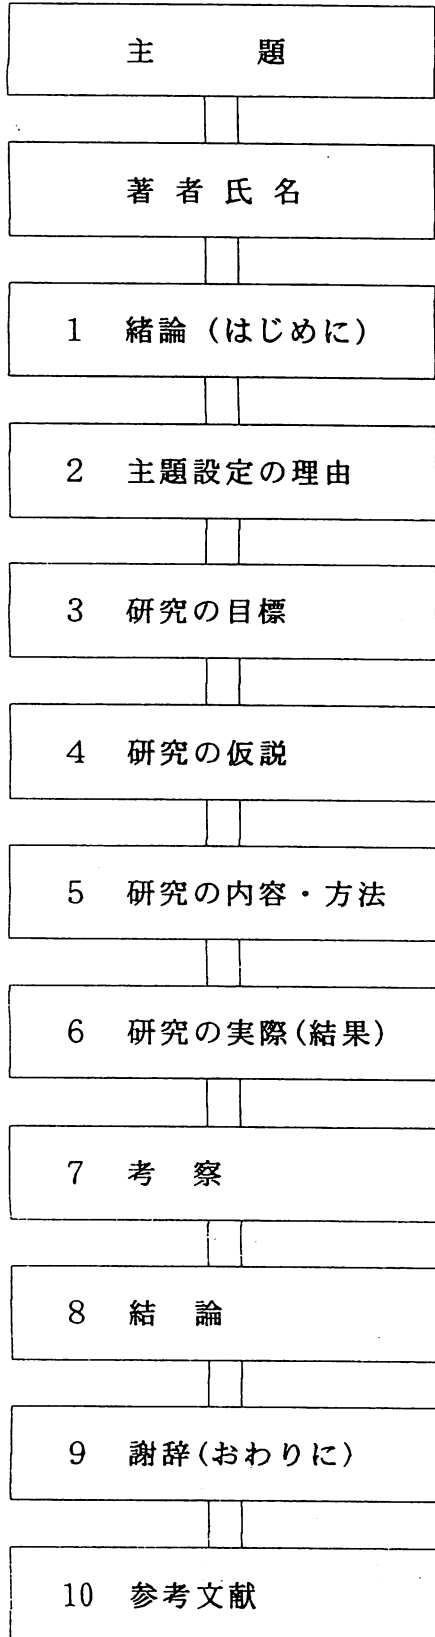 主 題
著者氏名
1 緒論（はじめに）
2 主題設定の理由
3 研究の目標
4 研究の仮説
5 研究の内容・方法
6 研究の実際(結果)
7 考 察
8 結 論
9 謝辞(おわりに)
10 参考文献